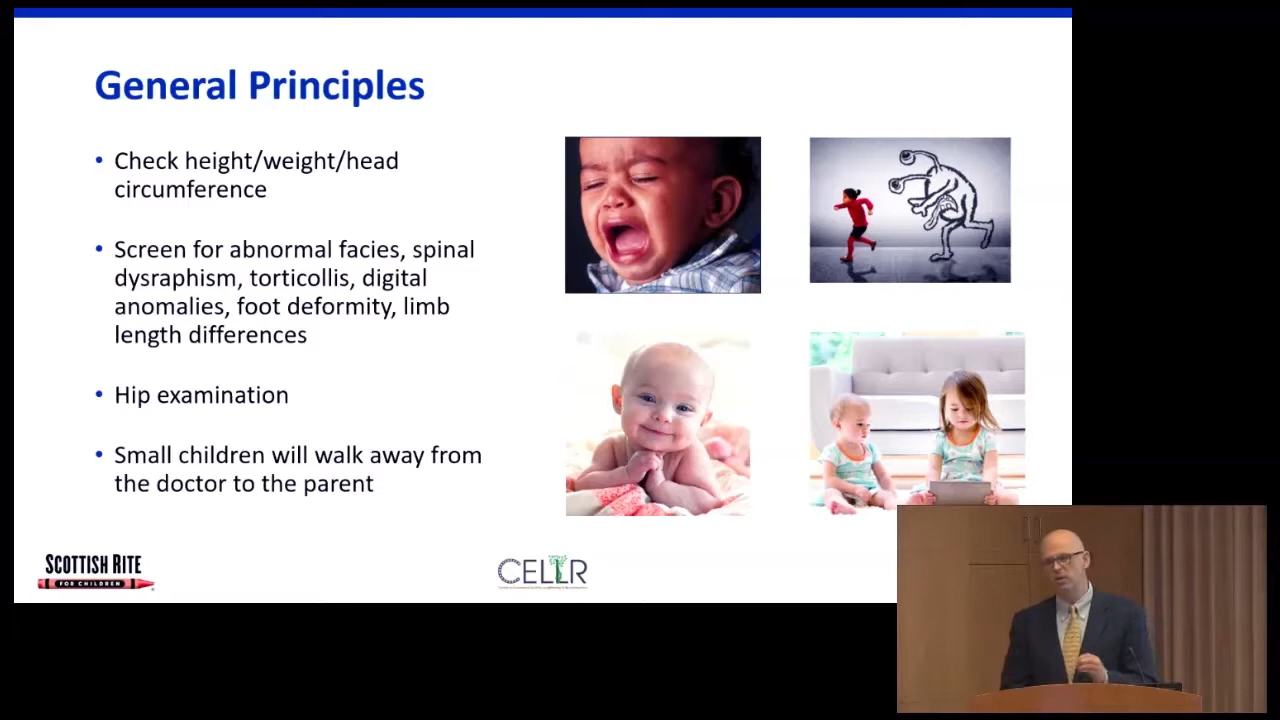 General Principles
• Check height/weight/head
circumference
• Screen for abnormal facies, spinal
dysraphism, torticollis, digital
anomalies, foot deformity, limb
length differences
• Hip examination
• Small children will walk away from
the doctor to the parent
SCOTTISH RITE
FOR CHILDREN
CELLR